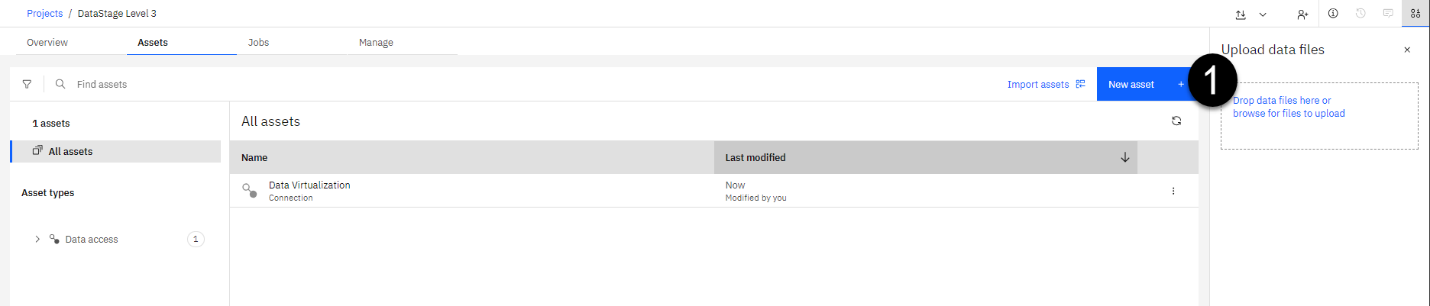 Projects / DataStage Level 3
Overview
Assets
Jobs
Manage
Find assets
Import assets
New asset +
1
Upload data files
Drop data files here or
browse for files to upload
1 assets
All assets
Asset types
Data access 1
All assets
Name Last modified
Data Virtualization Now
Connection Modified by you